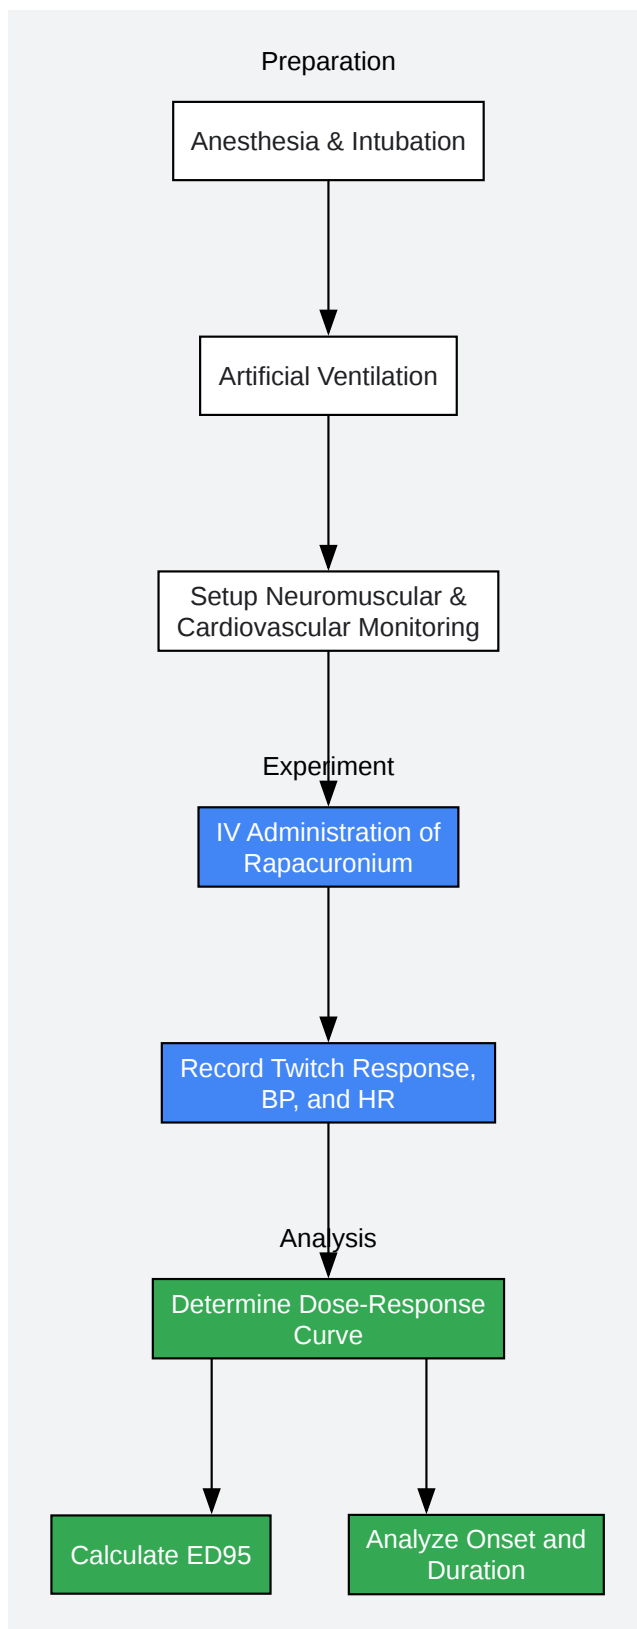 Preparation
Anesthesia & Intubation
Artificial Ventilation
Setup Neuromuscular &
Cardiovascular Monitoring
Experiment
IV Administration of
Rapacuronium
Record Twitch Response,
BP, and HR
Analysis
Determine Dose-Response
Curve
Calculate ED95
Analyze Onset and
Duration